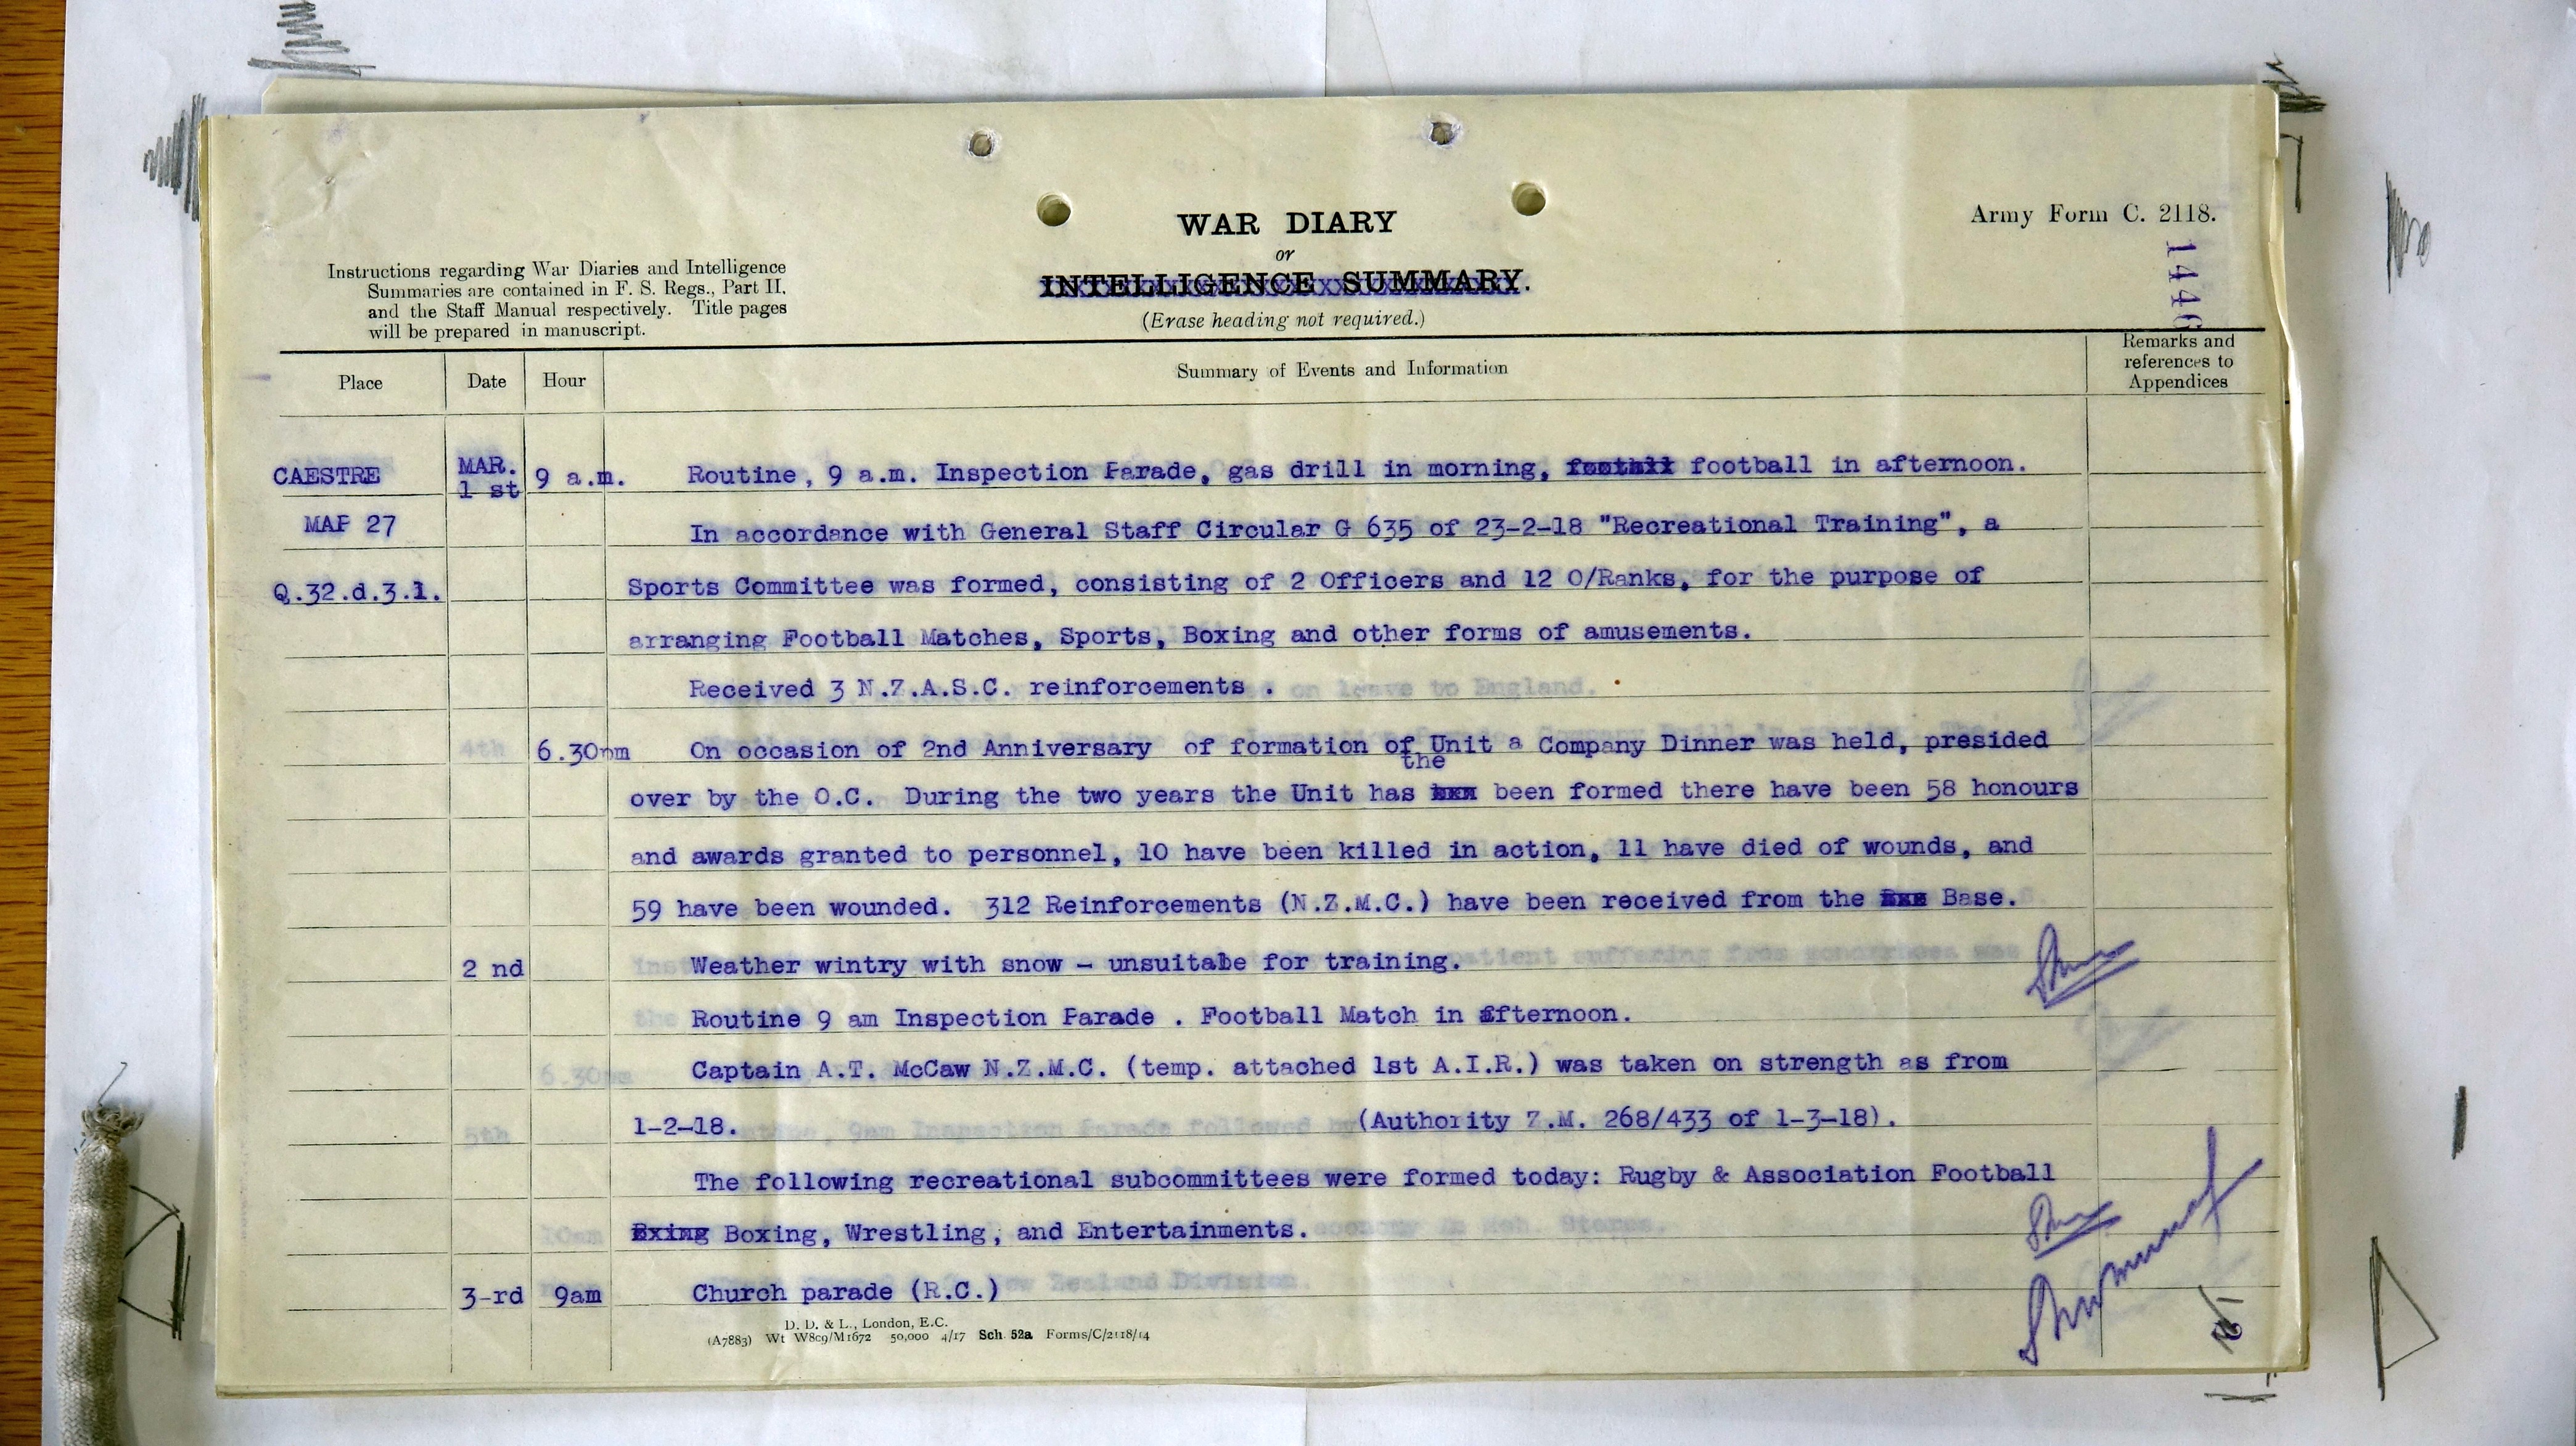 Army Form C. 2118.
WAR DIARY
or
INTELLIGENCE SUMMARY.
(Erase heading not required.)
Instructions regarding War Diaries and Intelligence
Summaries are contained in F. S. Regs., Part II.
and the Staff Manual respectively. Title pages
will be prepared in manuscript.
1446
Place Date Hour Summary of Events and Information Remarks and
references to
Appendices
CAESTRE MAR. 1 st 9 a.m. Routine, 9 a.m. Inspection Parade, gas drill in morning, football in afternoon.
MAP 27 In accordance with General Staff Circular G 635 of 23-2-18 "Recreational Training", a
Q.32.d.3.1. Sports Committee was formed, consisting of 2 Officers and 12 O/Ranks, for the purpose of
arranging Football Matches, Sports, Boxing and other forms of amusements.
Received 3 N.Z.A.S.C. reinforcements .
6.30pm On occasion of 2nd Anniversary of formation of the Unit a Company Dinner was held, presided
over by the O.C. During the two years the Unit has been formed there have been 58 honours
and awards granted to personnel, 10 have been killed in action, 11 have died of wounds, and
59 have been wounded. 312 Reinforcements (N.Z.M.C.) have been received from the Base.
2 nd Weather wintry with snow - unsuitabe for training.
Routine 9 am Inspection Parade . Football Match in afternoon.
Captain A.T. McCaw N.Z.M.C. (temp. attached 1st A.I.R.) was taken on strength as from
1-2-18. (Authority Z.M. 268/433 of 1-3-18).
The following recreational subcommittees were formed today: Rugby & Association Football
Bxing Boxing, Wrestling, and Entertainments.
3-rd 9am Church parade (R.C.)
D. D. & L., London, E.C.
(A7883) Wt W8c9/M1672 50,000 4/17 Sch. 52a Forms/C/2118/14